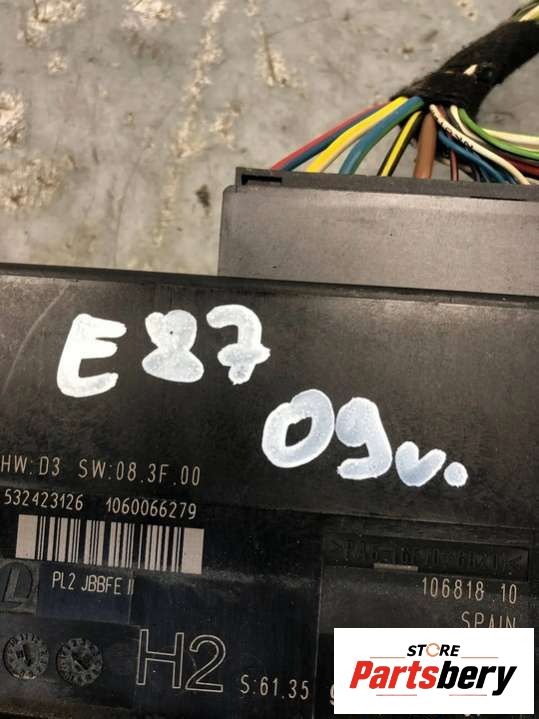 E87
09v.
HW:D3 SW:08.3F.00
532423126 1060066279
PL2 JBBFE II
106818.10
SPAIN
H2
S:61.35
STORE
Partsbery